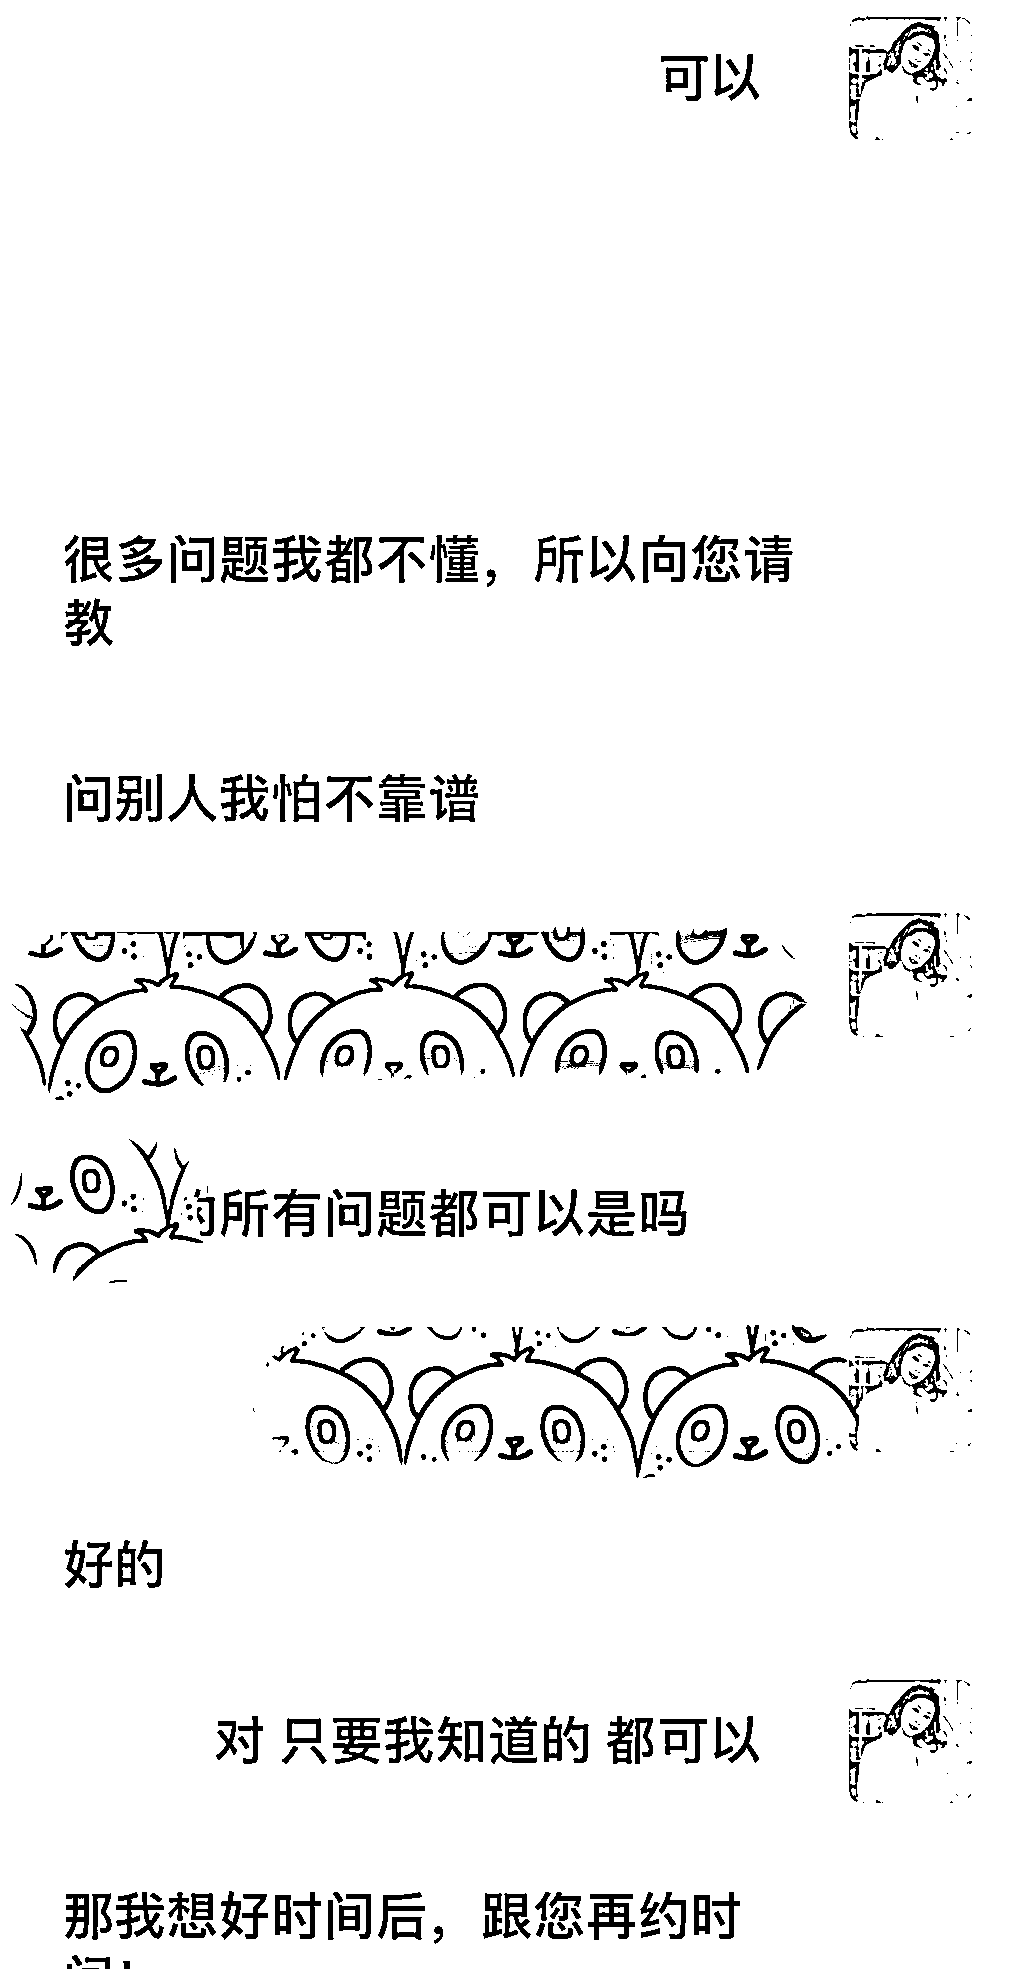 可以
很多问题我都不懂，所以向您请
教
问别人我怕不靠谱
的所有问题都可以是吗
好的
对 只要我知道的 都可以
那我想好时间后，跟您再约时
间！